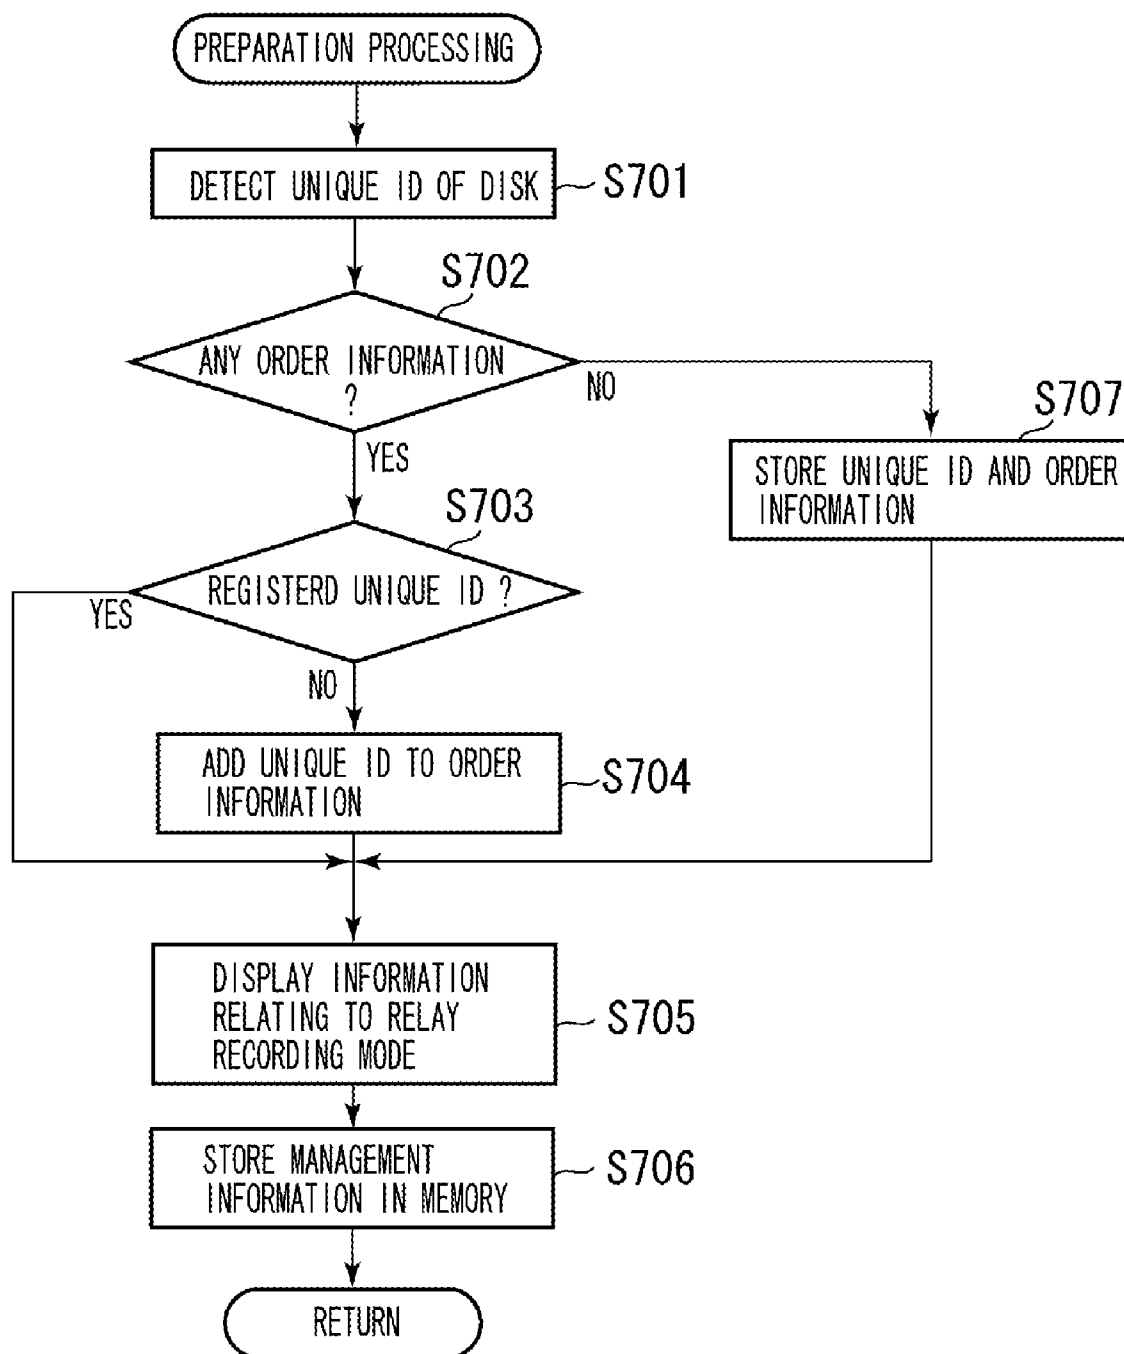 PREPARATION PROCESSING
DETECT UNIQUE ID OF DISK
S701
S702
ANY ORDER INFORMATION
?
NO
YES
S707
STORE UNIQUE ID AND ORDER
INFORMATION
S703
REGISTERD UNIQUE ID ?
YES
NO
ADD UNIQUE ID TO ORDER
INFORMATION
S704
DISPLAY INFORMATION
RELATING TO RELAY
RECORDING MODE
S705
STORE MANAGEMENT
INFORMATION IN MEMORY
S706
RETURN